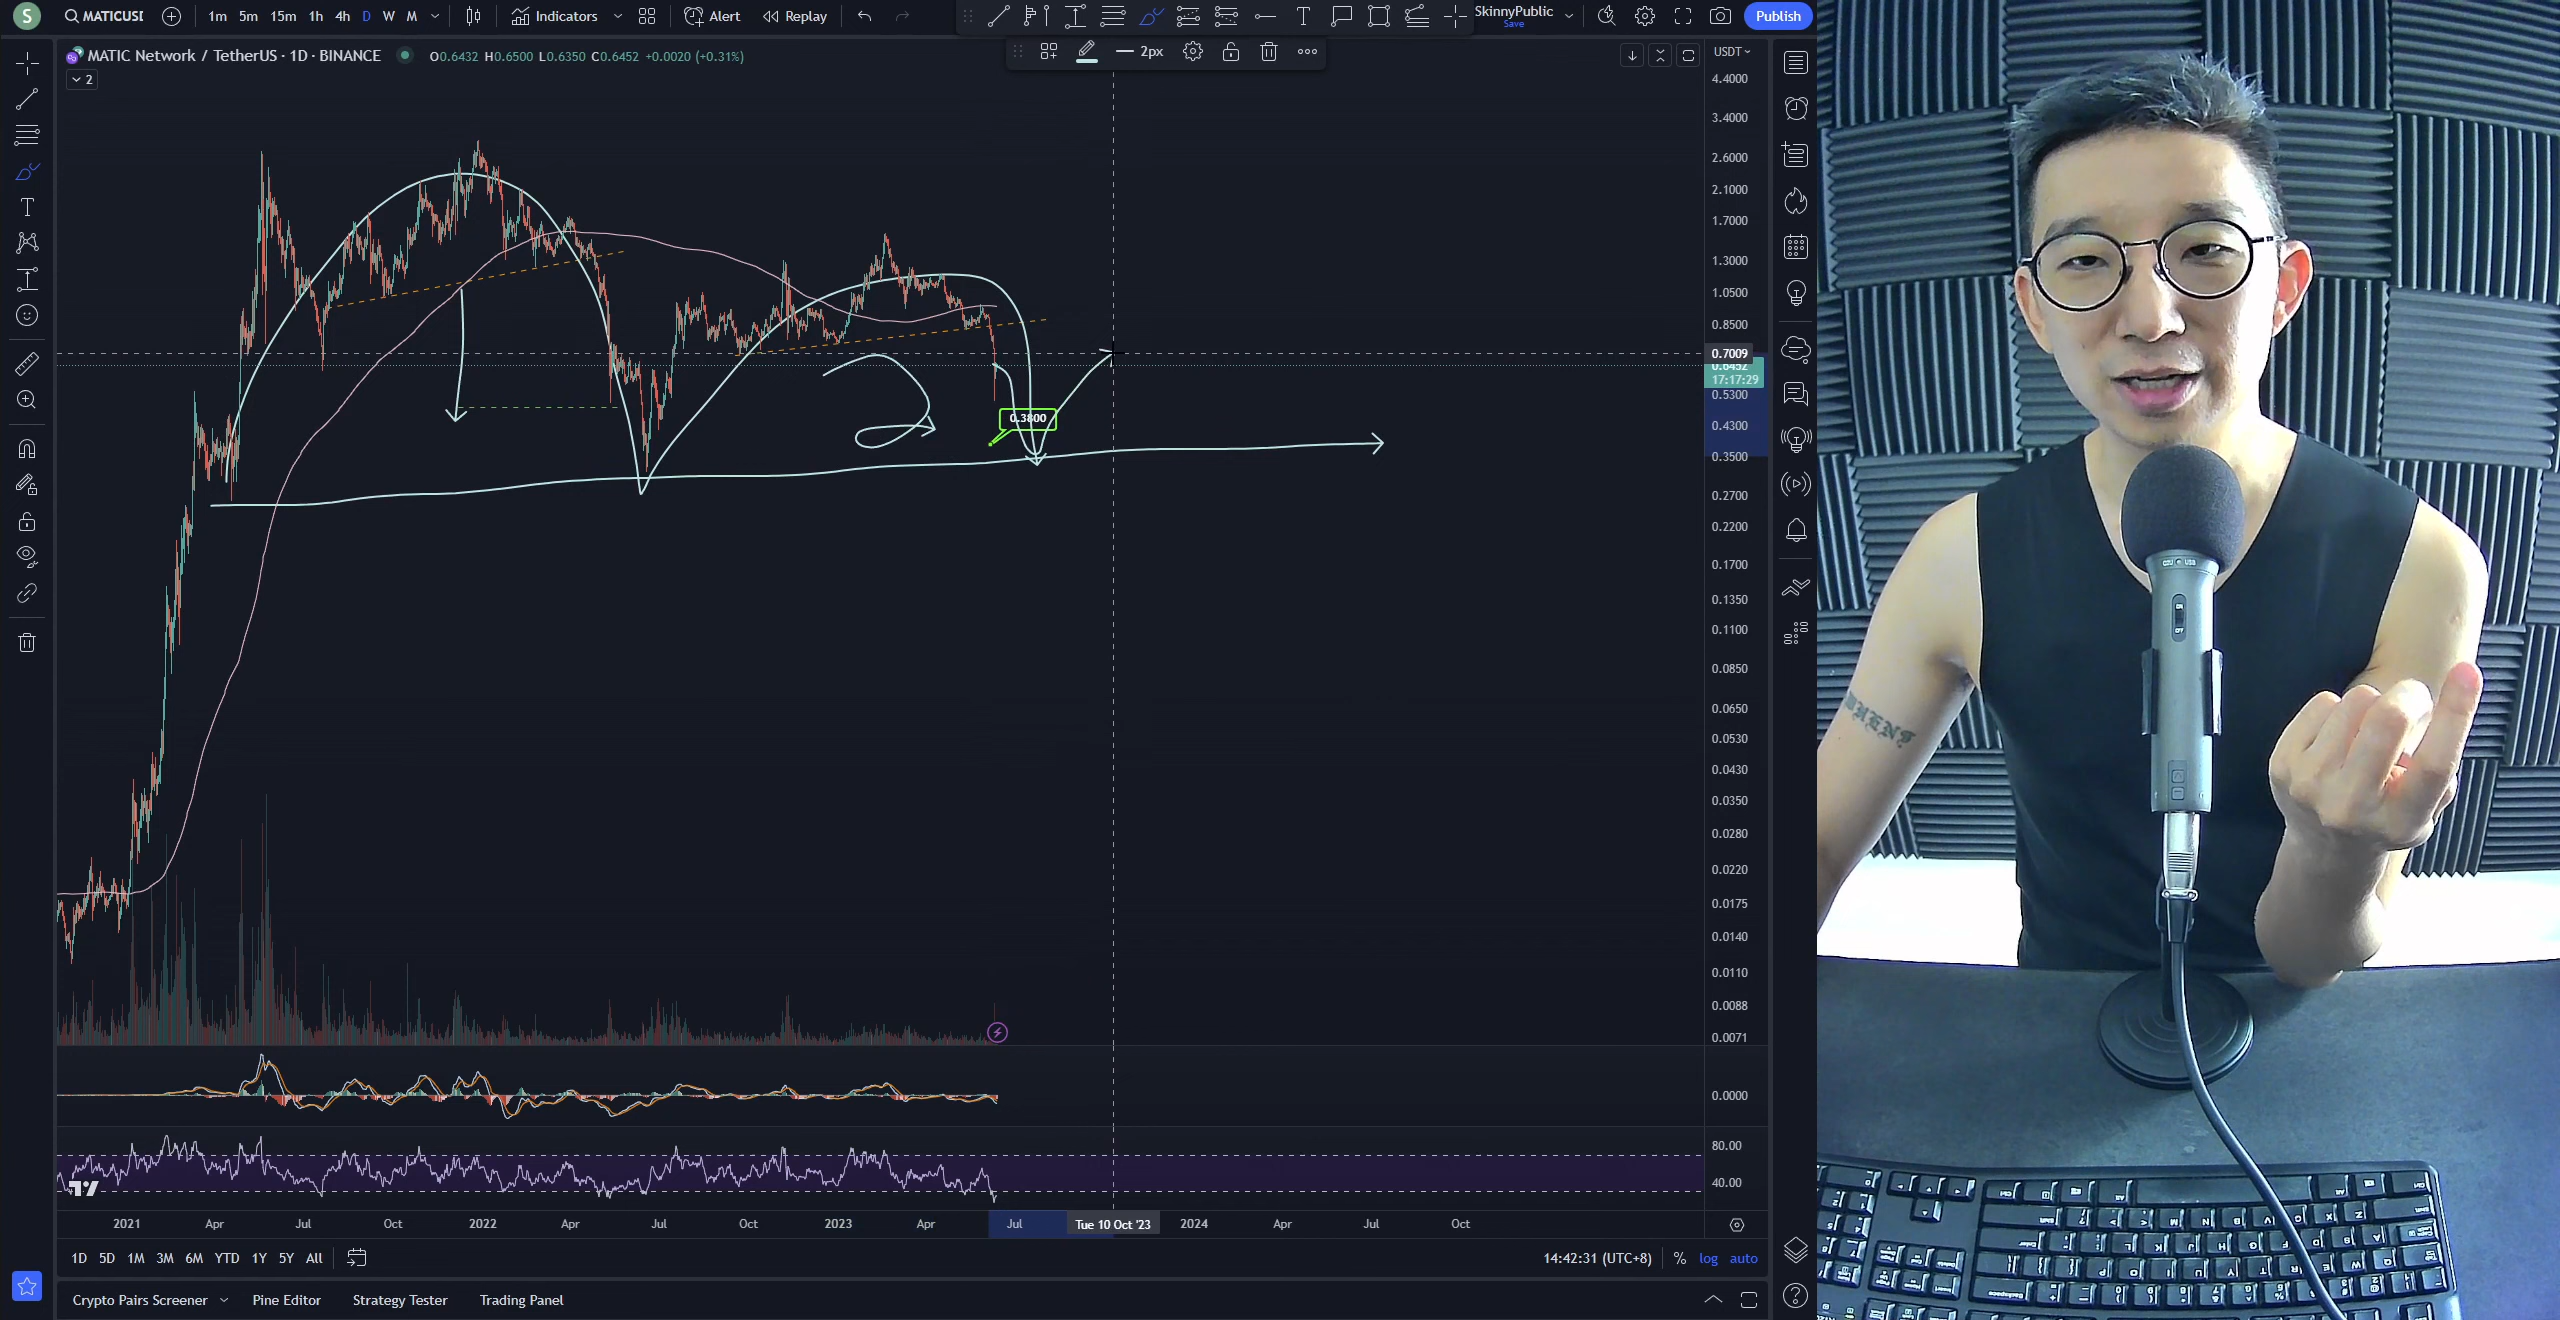 S
MATICUSI
1m 5m 15m 1h 4h D W M
Indicators
Alert
Replay
SkinnyPublic
Save
Publish
MATIC Network / TetherUS · 1D · BINANCE
O0.6432 H0.6500 L0.6350 C0.6452 +0.0020 (+0.31%)
2
2px
USDT
4.4000
3.4000
2.6000
2.1000
1.7000
1.3000
1.0500
0.8500
0.7009
0.6452
17:17:29
0.5300
0.4300
0.3500
0.2700
0.2200
0.1700
0.1350
0.1100
0.0850
0.0650
0.0530
0.0430
0.0350
0.0280
0.0220
0.0175
0.0140
0.0110
0.0088
0.0071
0.3800
0.0000
80.00
40.00
2021 Apr Jul Oct 2022 Apr Jul Oct 2023 Apr Jul Tue 10 Oct '23 2024 Apr Jul Oct
1D 5D 1M 3M 6M YTD 1Y 5Y All
14:42:31 (UTC+8) % log auto
Crypto Pairs Screener Pine Editor Strategy Tester Trading Panel